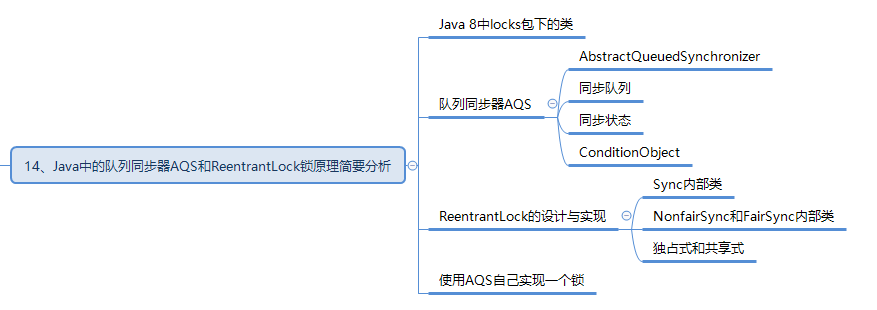 14、Java中的队列同步器AQS和ReentrantLock锁原理简要分析
Java 8中locks包下的类
队列同步器AQS
AbstractQueuedSynchronizer
同步队列
同步状态
ConditionObject
ReentrantLock的设计与实现
Sync内部类
NonfairSync和FairSync内部类
独占式和共享式
使用AQS自己实现一个锁